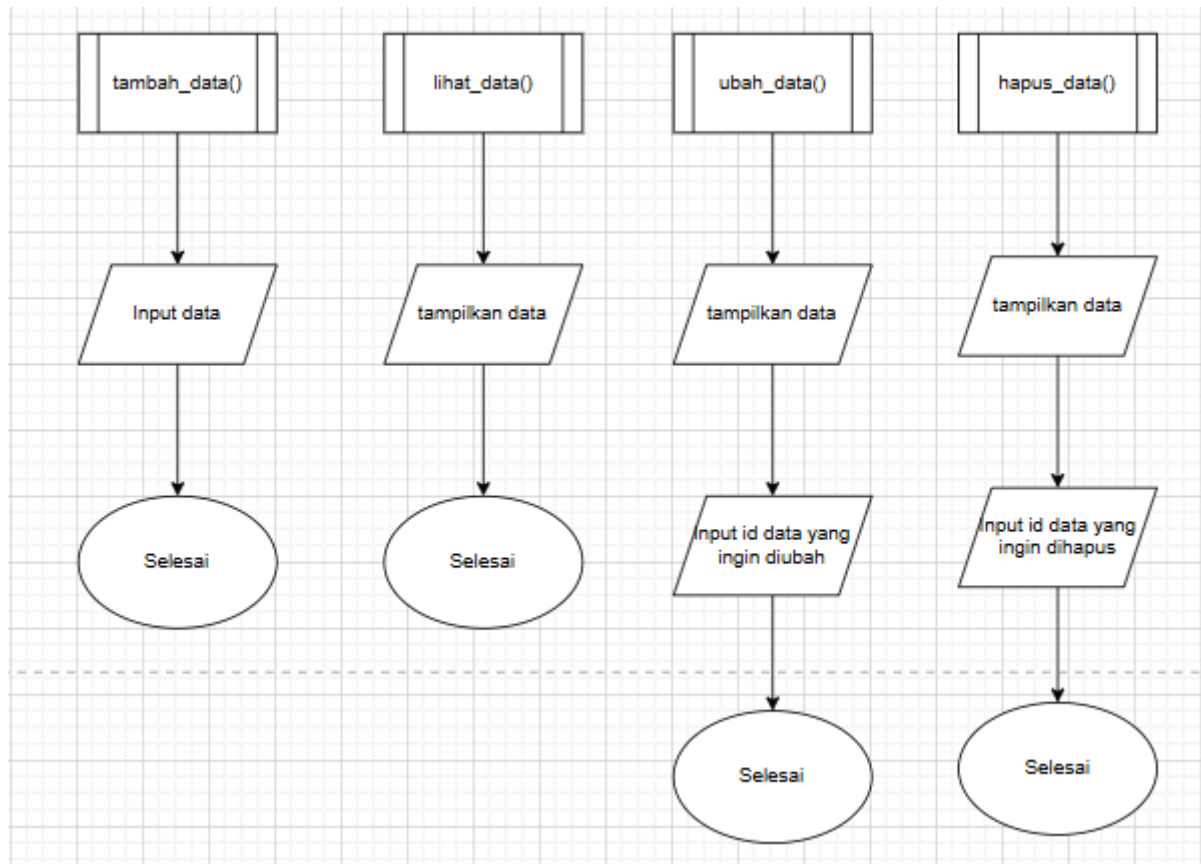 tambah_data()
lihat_data()
ubah_data()
hapus_data()
Input data
tampilkan data
tampilkan data
tampilkan data
Selesai
Selesai
Input id data yang
ingin diubah
Input id data yang
ingin dihapus
Selesai
Selesai